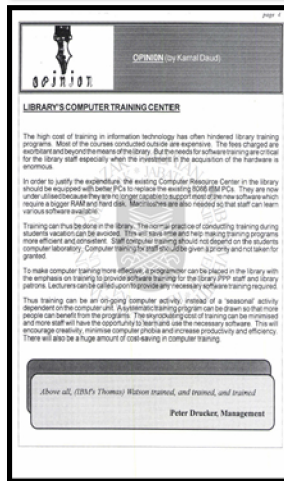 page 4
opinion
OPINION (by Kamal Daud)
LIBRARY'S COMPUTER TRAINING CENTER
The high cost of training in information technology has often hindered library training
programs. Most of the courses conducted outside are expensive. The fees charged are
exorbitant and beyond the means of the library. But the needs for software training are critical
for the library staff especially when the investment in the acquisition of the hardware is
enormous.
In order to justify the expenditure, the existing Computer Resource Center in the library
should be equipped with better PCs to replace the existing 8088 IBM PCs. They are now
under utilised because they are no longer capable to support most of the new software which
require a bigger RAM and hard disk. Macintoshes are also needed so that staff can learn
various software available.
Training can thus be done in the library. The normal practice of conducting training during
students vacation can be avoided. This will save time and help making training programs
more efficient and consistent. Staff computer training should not depend on the students
computer laboratory. Computer training for staff should be given a priority and not taken for
granted.
To make computer training more effective, a programmer can be placed in the library with
the emphasis on training to provide software training for the library PPP staff and library
patrons. Lecturers can be called upon to provide any necessary software training required.
Thus training can be an on-going computer activity, instead of a 'seasonal' activity
dependent on the computer unit. A systematic training program can be drawn so that more
people can benefit from the programs. The skyrocketing cost of training can be minimised
and more staff will have the opportunity to learn and use the necessary software. This will
encourage creativity, minimise computer phobia and increase productivity and efficiency.
There will also be a huge amount of cost-saving in computer training.
Above all, (IBM's Thomas) Watson trained, and trained, and trained
Peter Drucker, Management